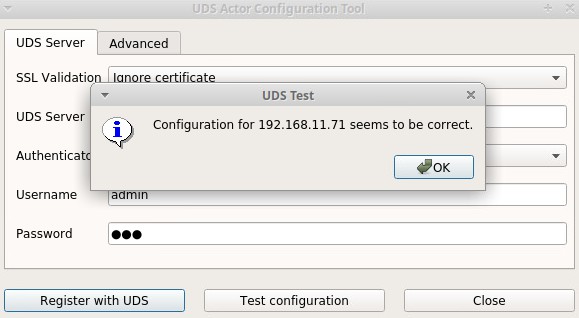 UDS Actor Configuration Tool
UDS Server Advanced
SSL Validation Ignore certificate
UDS Test
UDS Server
Configuration for 192.168.11.71 seems to be correct.
OK
Username admin
Password
Register with UDS Test configuration Close